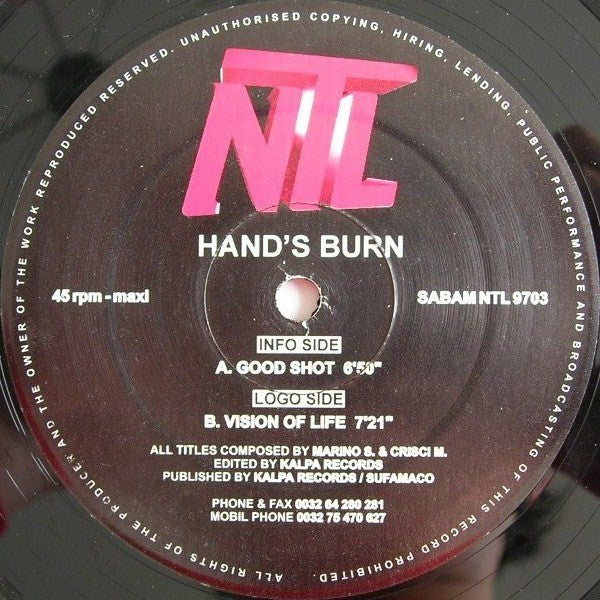 ALL RIGHTS OF THE PRODUCER AND THE OWNER OF THE WORK REPRODUCED RESERVED. UNAUTHORISED COPYING, HIRING, LENDING, PUBLIC PERFORMANCE AND BROADCASTING OF THIS RECORD PROHIBITED.
NTL
HAND'S BURN
45 rpm - maxi
SABAM NTL 9703
INFO SIDE
A. GOOD SHOT 6'50"
LOGO SIDE
B. VISION OF LIFE 7'21"
ALL TITLES COMPOSED BY MARINO S. & CRISCI M.
EDITED BY KALPA RECORDS
PUBLISHED BY KALPA RECORDS / SUFAMACO
PHONE & FAX 0032 64 280 281
MOBIL PHONE 0032 75 470 627